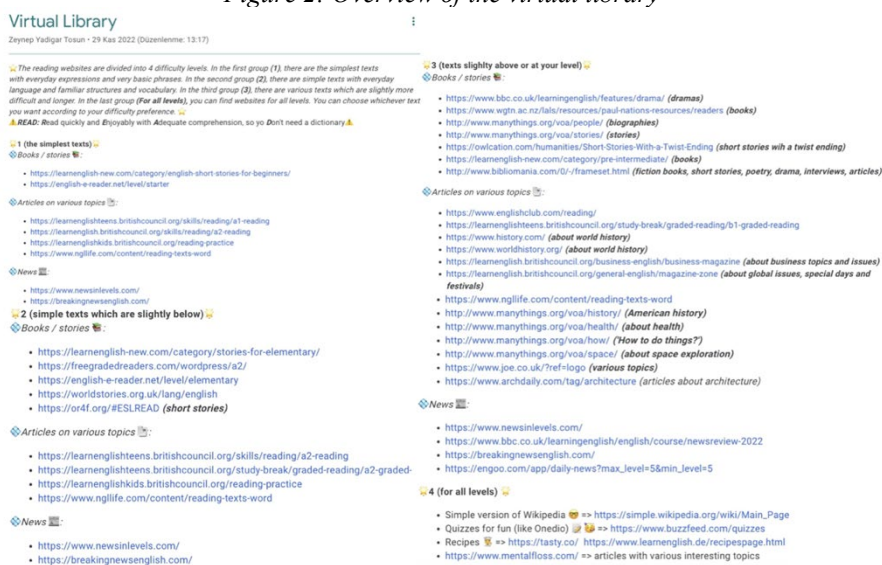 Figure 2. Overview of the virtual library
Virtual Library
Zeynep Yadigar Tosun • 29 Kas 2022 (Düzenlenme: 13:17)
The reading websites are divided into 4 difficulty levels. In the first group (1), there are the simplest texts
with everyday expressions and very basic phrases. In the second group (2), there are simple texts with everyday
language and familiar structures and vocabulary. In the third group (3), there are various texts which are slightly more
difficult and longer. In the last group (For all levels), you can find websites for all levels. You can choose whichever text
you want according to your difficulty preference.
READ: Read quickly and Enjoyably with Adequate comprehension, so yo Don't need a dictionary.
1 (the simplest texts)
Books / stories :
• https://learnenglish-new.com/category/english-short-stories-for-beginners/
• https://english-e-reader.net/level/starter
Articles on various topics :
• https://learnenglishteens.britishcouncil.org/skills/reading/a1-reading
• https://learnenglish.britishcouncil.org/skills/reading/a2-reading
• https://learnenglishkids.britishcouncil.org/reading-practice
• https://www.ngllife.com/content/reading-texts-word
News :
• https://www.newsinlevels.com/
• https://breakingnewsenglish.com/
2 (simple texts which are slightly below)
Books / stories :
• https://learnenglish-new.com/category/stories-for-elementary/
• https://freegradedreaders.com/wordpress/a2/
• https://english-e-reader.net/level/elementary
• https://worldstories.org.uk/lang/english
• https://or4f.org/#ESLREAD (short stories)
Articles on various topics :
• https://learnenglishteens.britishcouncil.org/skills/reading/a2-reading
• https://learnenglishteens.britishcouncil.org/study-break/graded-reading/a2-graded-
• https://learnenglishkids.britishcouncil.org/reading-practice
• https://www.ngllife.com/content/reading-texts-word
News :
• https://www.newsinlevels.com/
• https://breakingnewsenglish.com/
3 (texts slighlty above or at your level)
Books / stories :
• https://www.bbc.co.uk/learningenglish/features/drama/ (dramas)
• https://www.wgtn.ac.nz/lals/resources/paul-nations-resources/readers (books)
• http://www.manythings.org/voa/people/ (biographies)
• http://www.manythings.org/voa/stories/ (stories)
• https://owlcation.com/humanities/Short-Stories-With-a-Twist-Ending (short stories wih a twist ending)
• https://learnenglish-new.com/category/pre-intermediate/ (books)
• http://www.bibliomania.com/0/-/frameset.html (fiction books, short stories, poetry, drama, interviews, articles)
Articles on various topics :
• https://www.englishclub.com/reading/
• https://learnenglishteens.britishcouncil.org/study-break/graded-reading/b1-graded-reading
• https://www.history.com/ (about world history)
• https://www.worldhistory.org/ (about world history)
• https://learnenglish.britishcouncil.org/business-english/business-magazine (about business topics and issues)
• https://learnenglish.britishcouncil.org/general-english/magazine-zone (about global issues, special days and
festivals)
• https://www.ngllife.com/content/reading-texts-word
• http://www.manythings.org/voa/history/ (American history)
• http://www.manythings.org/voa/health/ (about health)
• http://www.manythings.org/voa/how/ ('How to do things?')
• http://www.manythings.org/voa/space/ (about space exploration)
• https://www.joe.co.uk/?ref=logo (various topics)
• https://www.archdaily.com/tag/architecture (articles about architecture)
News :
• https://www.newsinlevels.com/
• https://www.bbc.co.uk/learningenglish/english/course/newsreview-2022
• https://breakingnewsenglish.com/
• https://engoo.com/app/daily-news?max_level=5&min_level=5
4 (for all levels)
• Simple version of Wikipedia => https://simple.wikipedia.org/wiki/Main_Page
• Quizzes for fun (like Onedio) => https://www.buzzfeed.com/quizzes
• Recipes => https://tasty.co/ https://www.learnenglish.de/recipespage.html
• https://www.mentalfloss.com/ => articles with various interesting topics